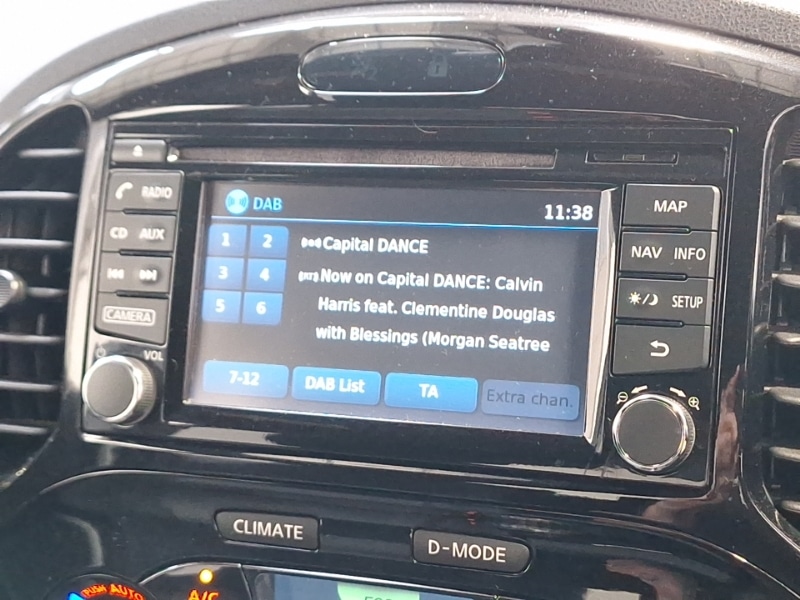 RADIO
CD AUX
CAMERA
VOL
DAB
11:38
1 2
3 4
5 6
Capital DANCE
Now on Capital DANCE: Calvin
Harris feat. Clementine Douglas
with Blessings (Morgan Seatree
7-12
DAB List
TA
Extra chan.
MAP
NAV INFO
SETUP
CLIMATE
D-MODE
PUSH AUTO
A/C